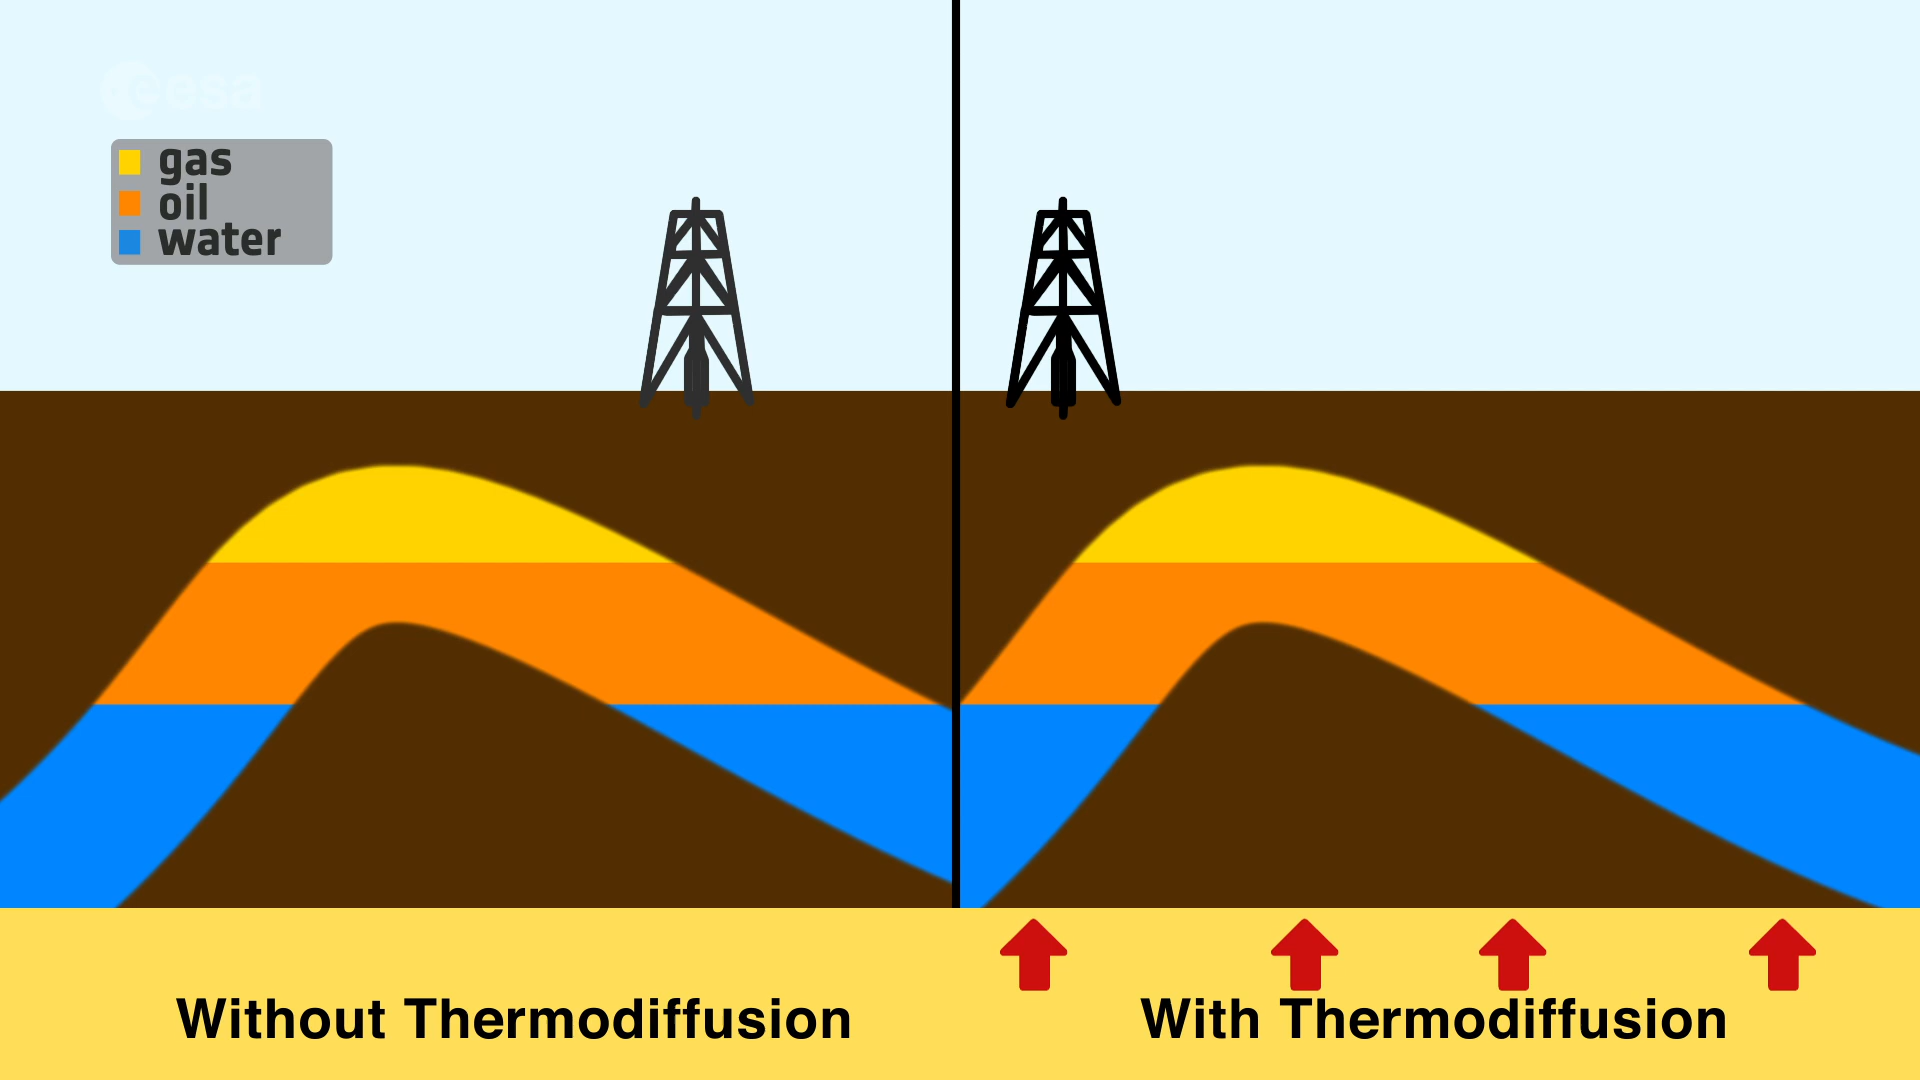 esa
gas
oil
water
Without Thermodiffusion
With Thermodiffusion